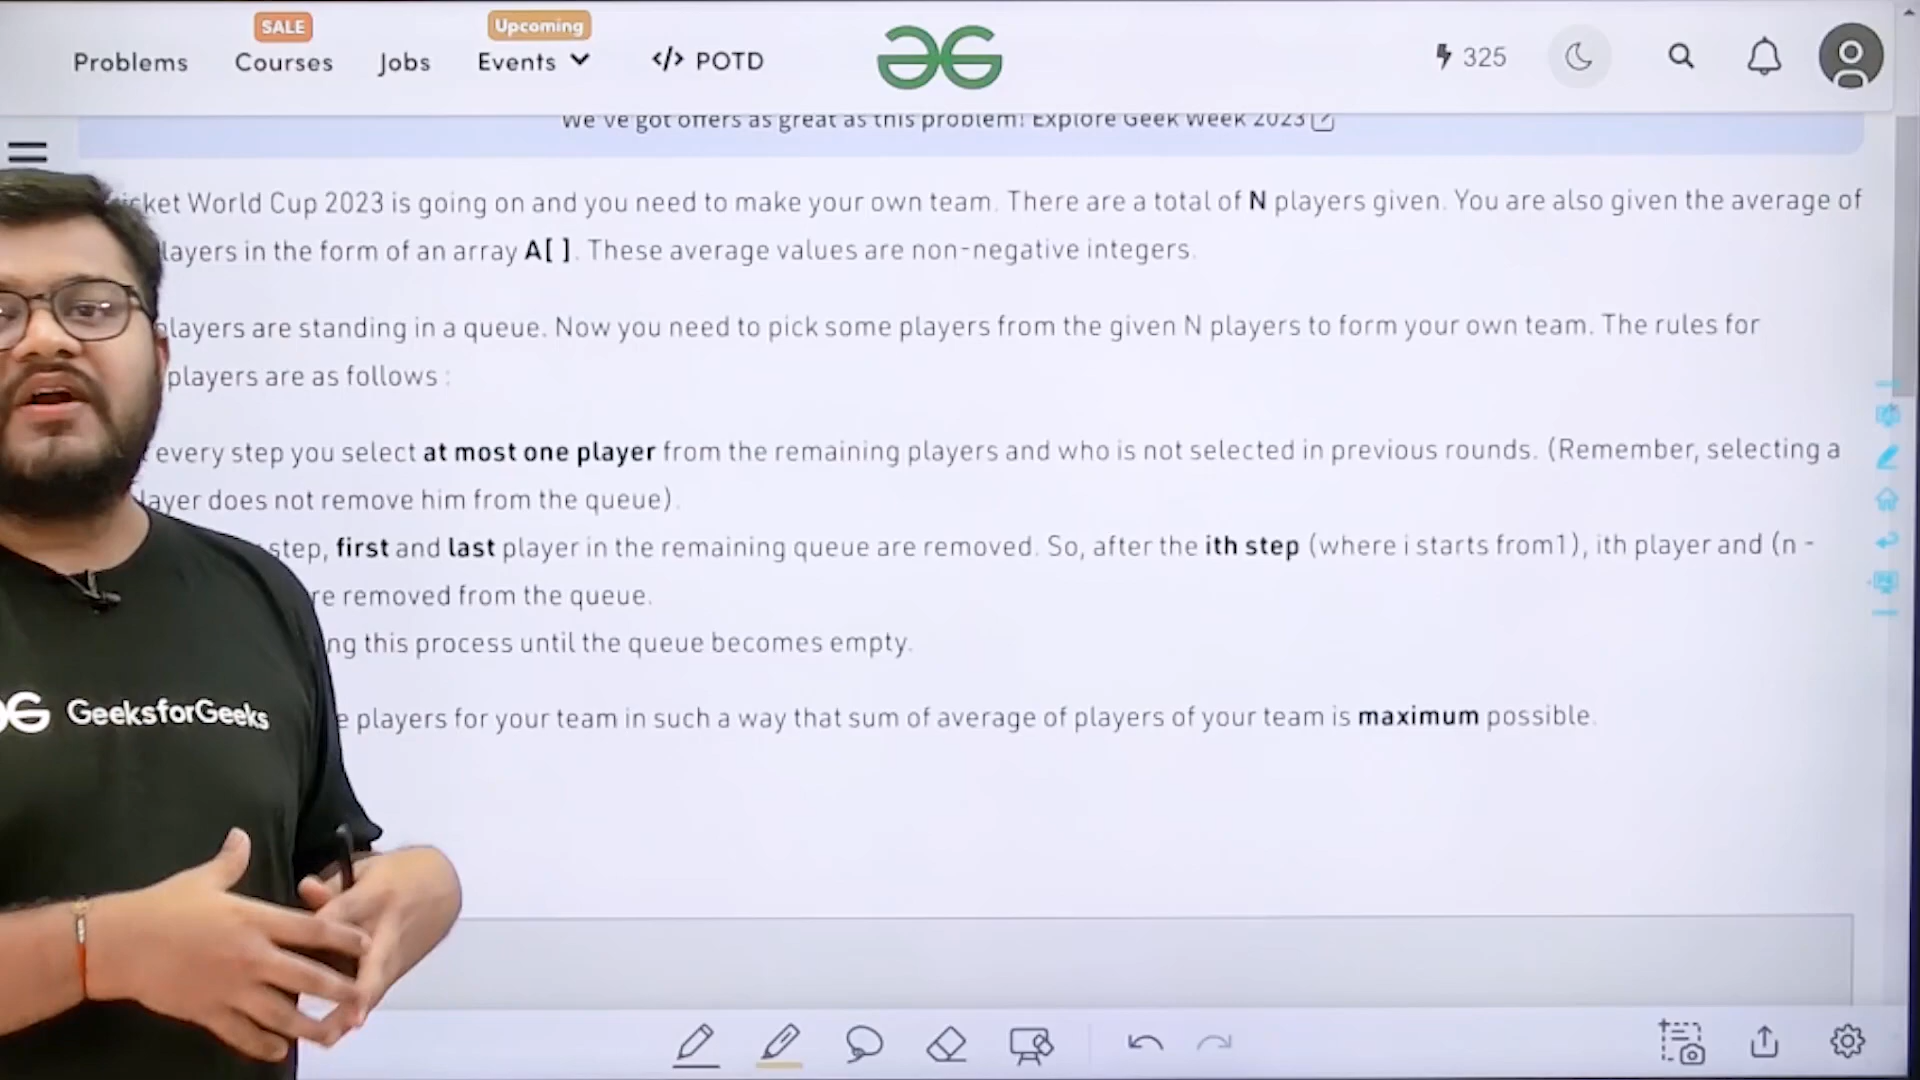 SALE
Upcoming
Problems Courses Jobs Events </> POTD 325
We've got offers as great as this problem! Explore Geek Week 2023
World Cup 2023 is going on and you need to make your own team. There are a total of N players given. You are also given the average of
layers in the form of an array A[ ]. These average values are non-negative integers.
layers are standing in a queue. Now you need to pick some players from the given N players to form your own team. The rules for
players are as follows :
every step you select at most one player from the remaining players and who is not selected in previous rounds. (Remember, selecting a
layer does not remove him from the queue).
step, first and last player in the remaining queue are removed. So, after the ith step (where i starts from1), ith player and (n -
re removed from the queue.
ng this process until the queue becomes empty.
e players for your team in such a way that sum of average of players of your team is maximum possible.
GeeksforGeeks